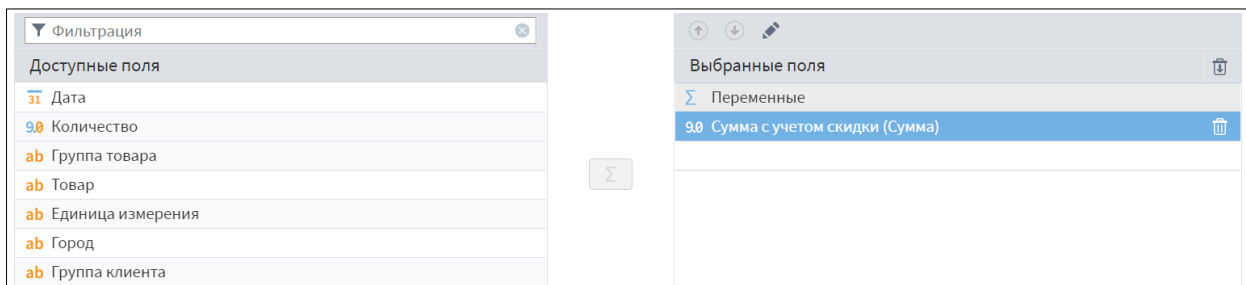 Фильтрация
Доступные поля
31 Дата
9.0 Количество
ab Группа товара
ab Товар
ab Единица измерения
ab Город
ab Группа клиента
Σ
Выбранные поля
Σ Переменные
9.0 Сумма с учетом скидки (Сумма)